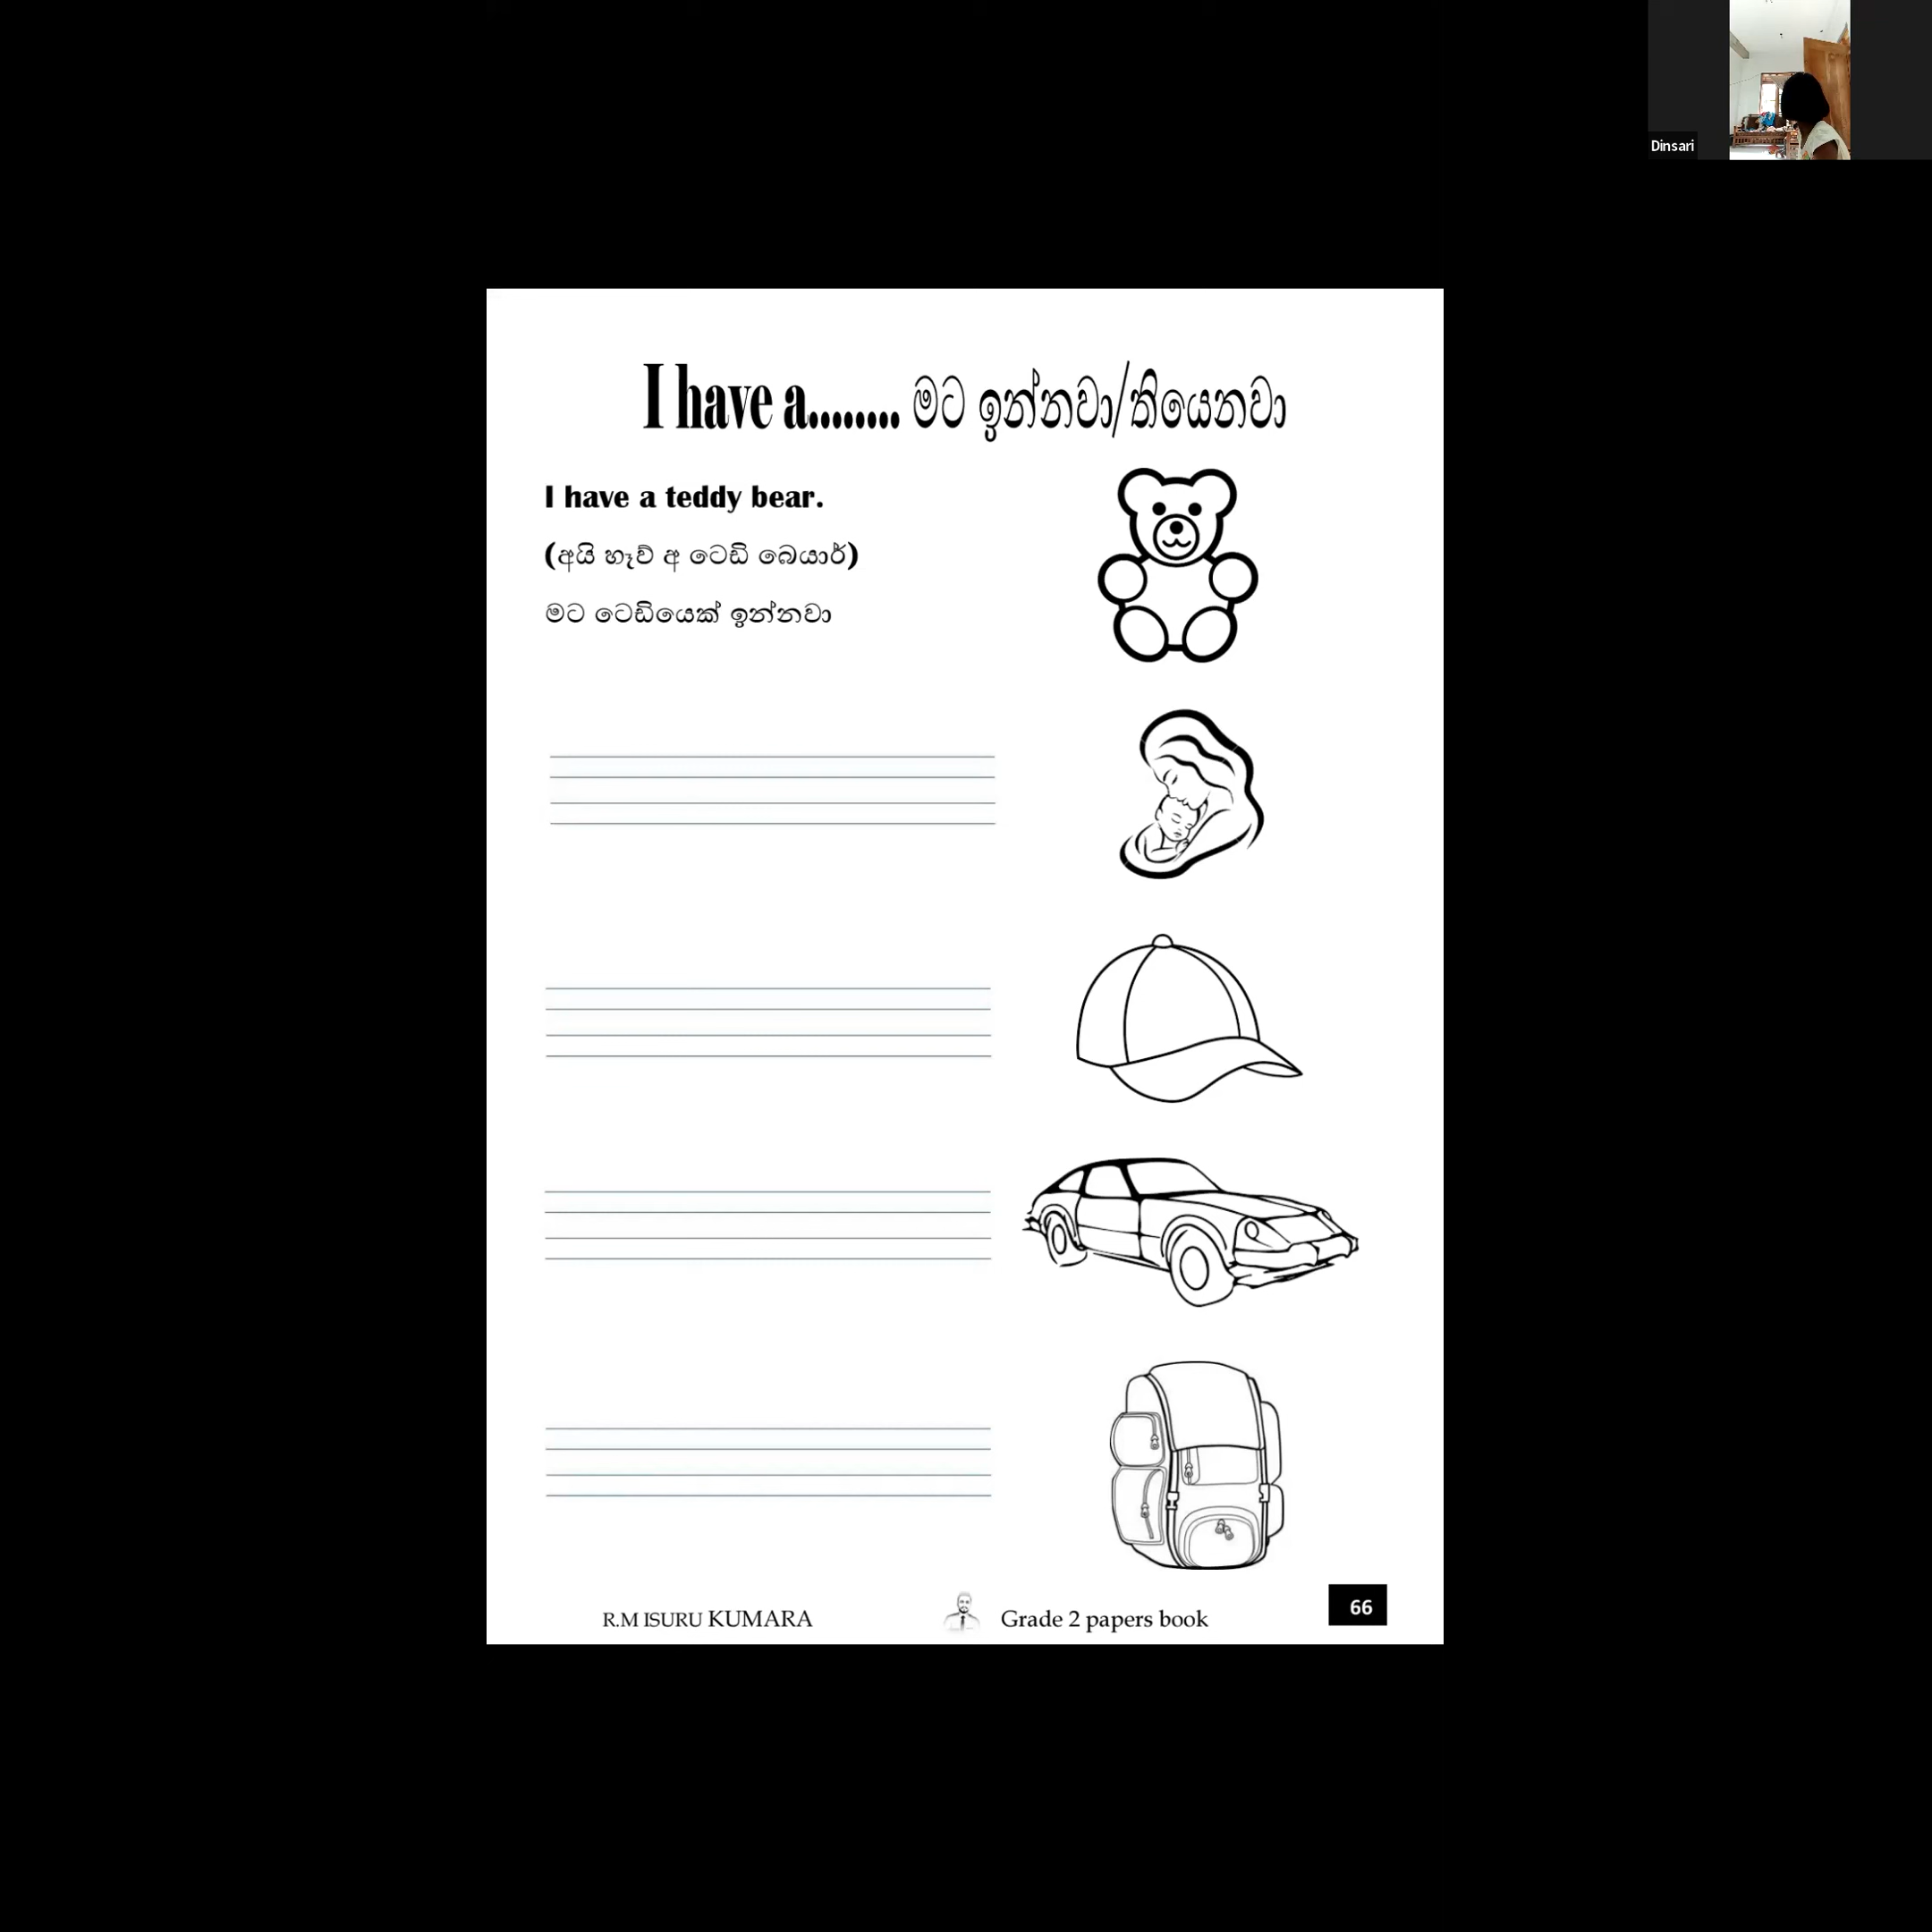 Dinsari
I have a........ මට ඉන්නවා/තියෙනවා
I have a teddy bear.
(අයි හැව් අ ටෙඩි බෙයාර්)
මට ටෙඩියෙක් ඉන්නවා
R.M ISURU KUMARA
Grade 2 papers book
66